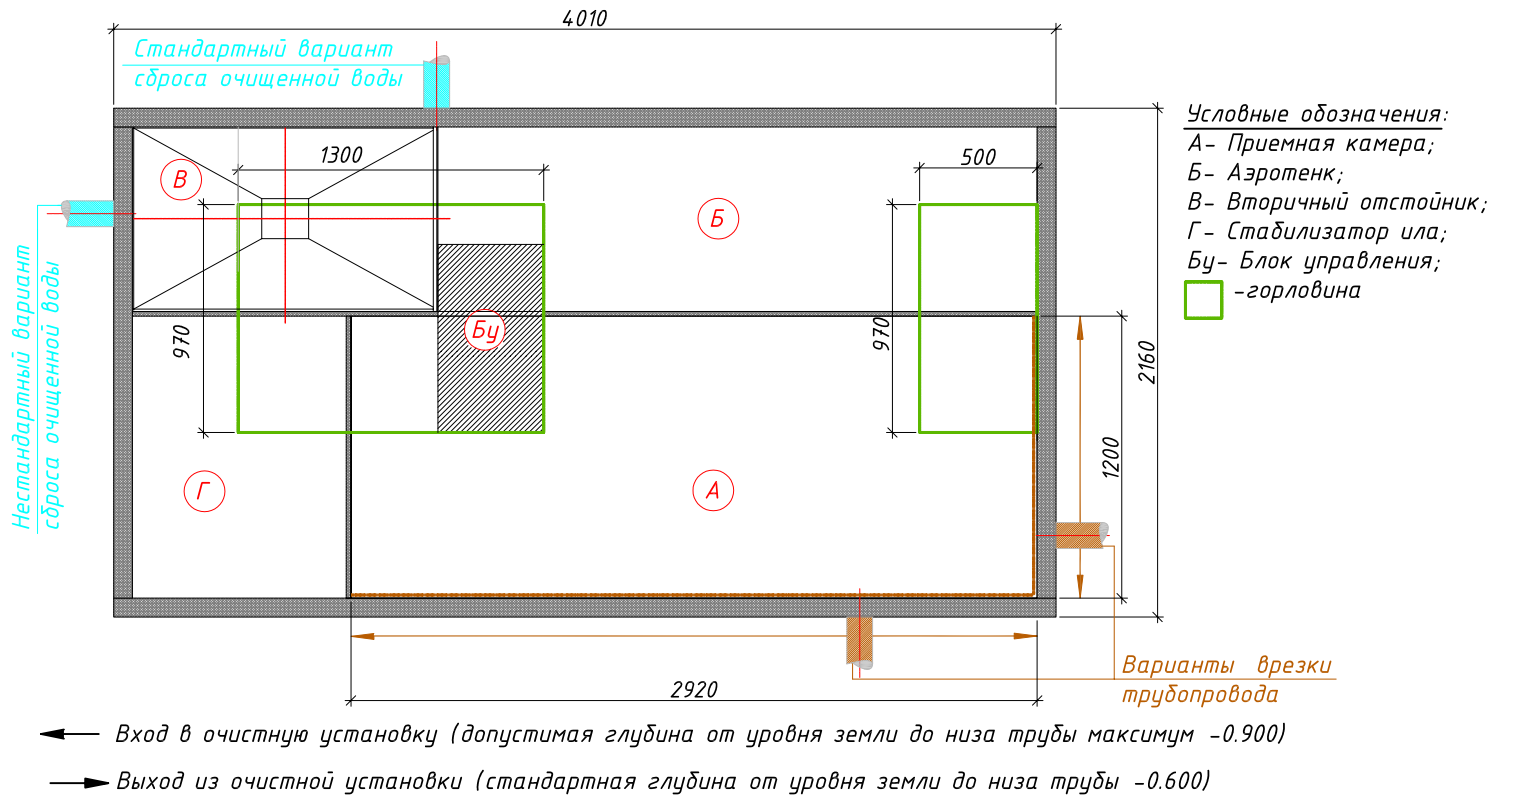 4010
Стандартный вариант
сброса очищенной воды
Условные обозначения:
А- Приемная камера;
Б- Аэротенк;
В- Вторичный отстойник;
Г- Стабилизатор ила;
Бу- Блок управления;
-горловина
1300
500
В
Б
Нестандартный вариант
сброса очищенной воды
970
Бу
970
2160
1200
Г
А
Варианты врезки
трубопровода
2920
Вход в очистную установку (допустимая глубина от уровня земли до низа трубы максимум -0.900)
Выход из очистной установки (стандартная глубина от уровня земли до низа трубы -0.600)